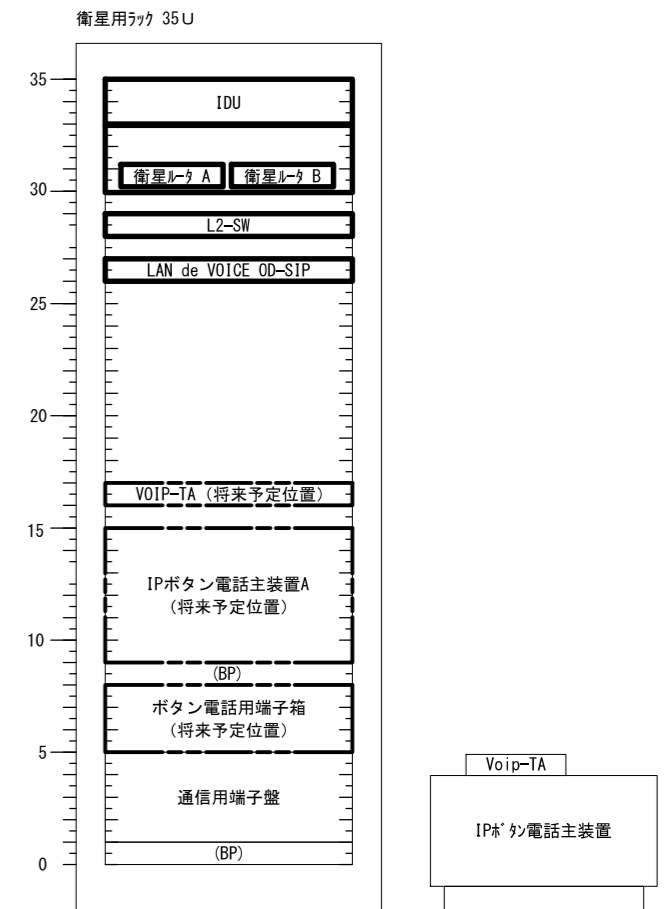 衛星用ﾗｯｸ 35U
35
IDU
衛星ﾙｰﾀ A
衛星ﾙｰﾀ B
30
L2-SW
LAN de VOICE OD-SIP
25
20
VOIP-TA (将来予定位置)
15
IPボタン電話主装置A
(将来予定位置)
10
(BP)
ボタン電話用端子箱
(将来予定位置)
5
通信用端子盤
(BP)
0
Voip-TA
IPﾎﾞﾀﾝ電話主装置